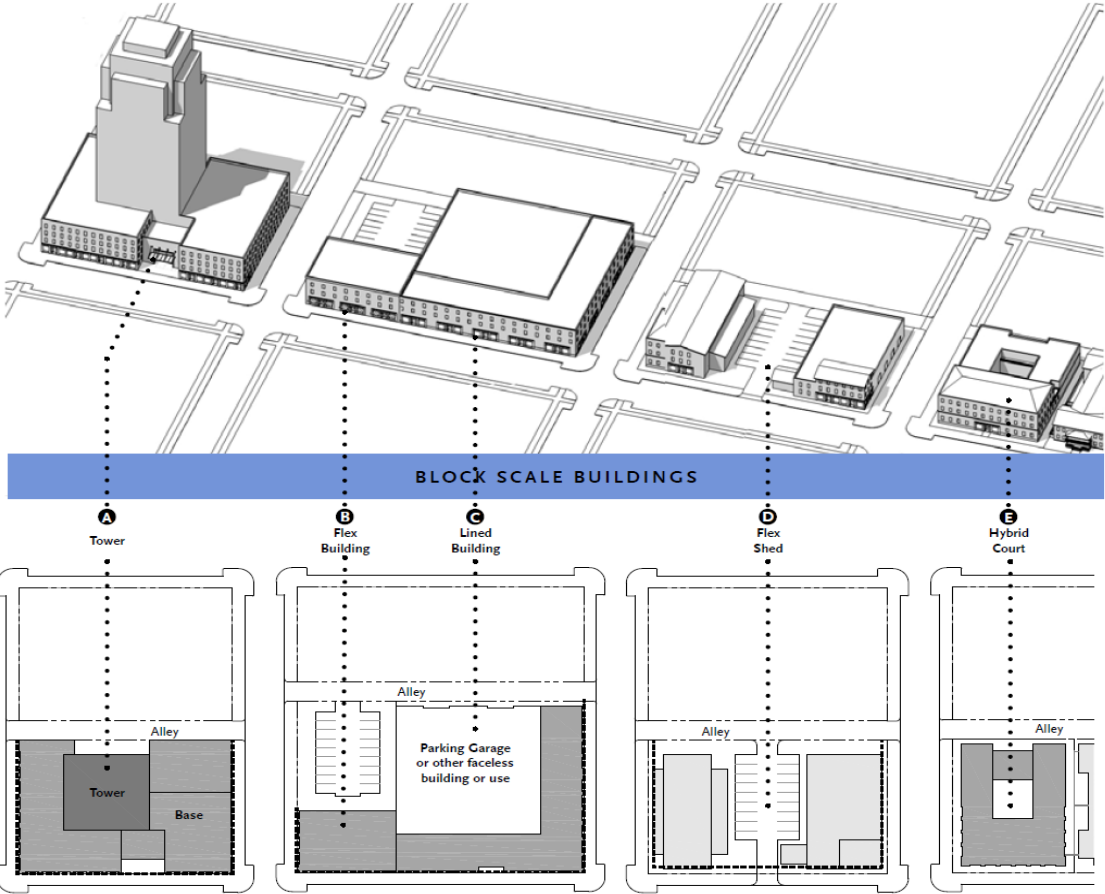 BLOCK SCALE BUILDINGS
A
Tower
B
Flex
Building
C
Lined
Building
D
Flex
Shed
E
Hybrid
Court
Alley
Tower
Base
Alley
Parking Garage
or other faceless
building or use
Alley
Alley